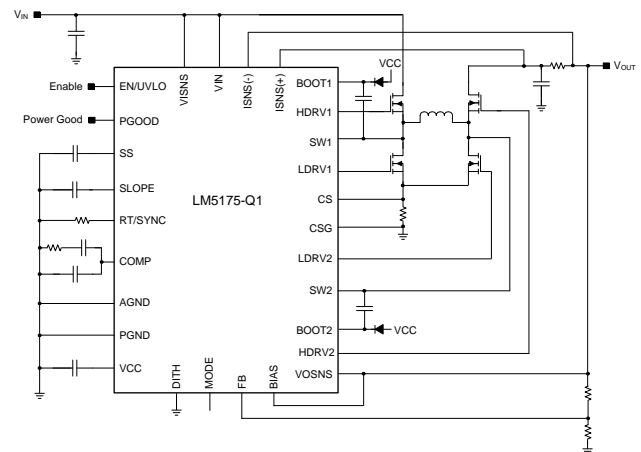 VIN
VOUT
VISNS
VIN
ISNS(-)
ISNS(+)
VCC
Enable
EN/UVLO
BOOT1
Power Good
PGOOD
HDRV1
SS
SW1
SLOPE
LDRV1
LM5175-Q1
RT/SYNC
CS
CSG
COMP
LDRV2
AGND
SW2
PGND
BOOT2
VCC
HDRV2
VCC
VOSNS
DITH
MODE
FB
BIAS